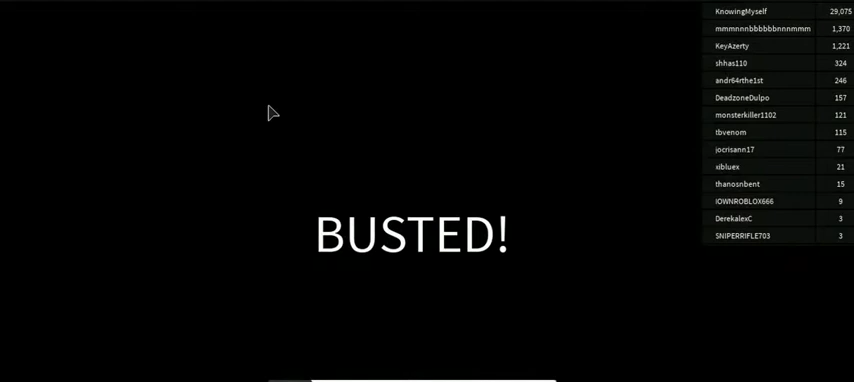 KnowingMyself 29,075
mmmnnnbbbbbbnnnmmm 1,370
KeyAzerty 1,221
shhas110 324
andr64rthe1st 246
DeadzoneDulpo 157
monsterkiller1102 121
tbvenom 115
jocrisann17 77
xibluex 21
thanosnbent 15
IOWNROBLOX666 9
DerekalexC 3
SNIPERRIFLE703 3
BUSTED!